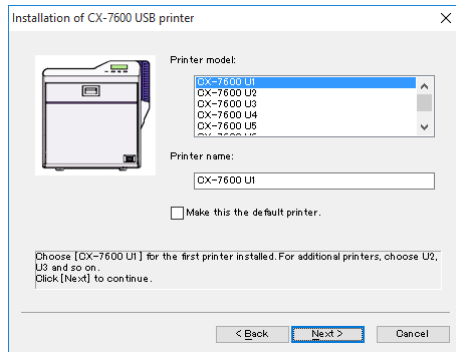 Installation of CX-7600 USB printer
Printer model:
CX-7600 U1
CX-7600 U2
CX-7600 U3
CX-7600 U4
CX-7600 U5
Printer name:
CX-7600 U1
Make this the default printer.
Choose [CX-7600 U1] for the first printer installed. For additional printers, choose U2,
U3 and so on.
Click [Next] to continue.
< Back
Next >
Cancel